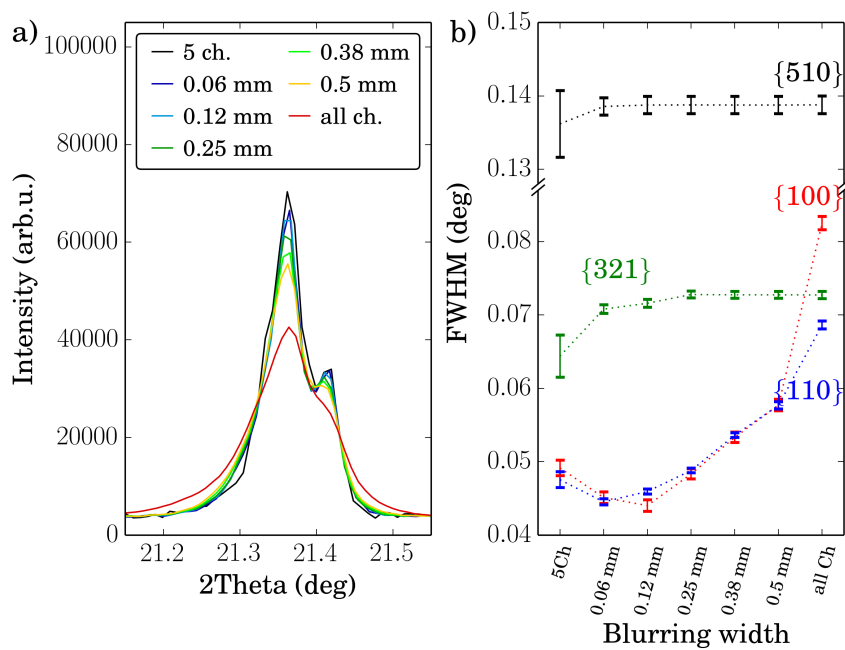 a)
5 ch.
0.06 mm
0.12 mm
0.25 mm
0.38 mm
0.5 mm
all ch.
100000
80000
60000
40000
20000
0
Intensity (arb.u.)
21.2
21.3
21.4
21.5
2Theta (deg)
b)
0.15
0.14
0.13
0.08
0.07
0.06
0.05
0.04
FWHM (deg)
{510}
{100}
{321}
{110}
5Ch
0.06 mm
0.12 mm
0.25 mm
0.38 mm
0.5 mm
all Ch
Blurring width